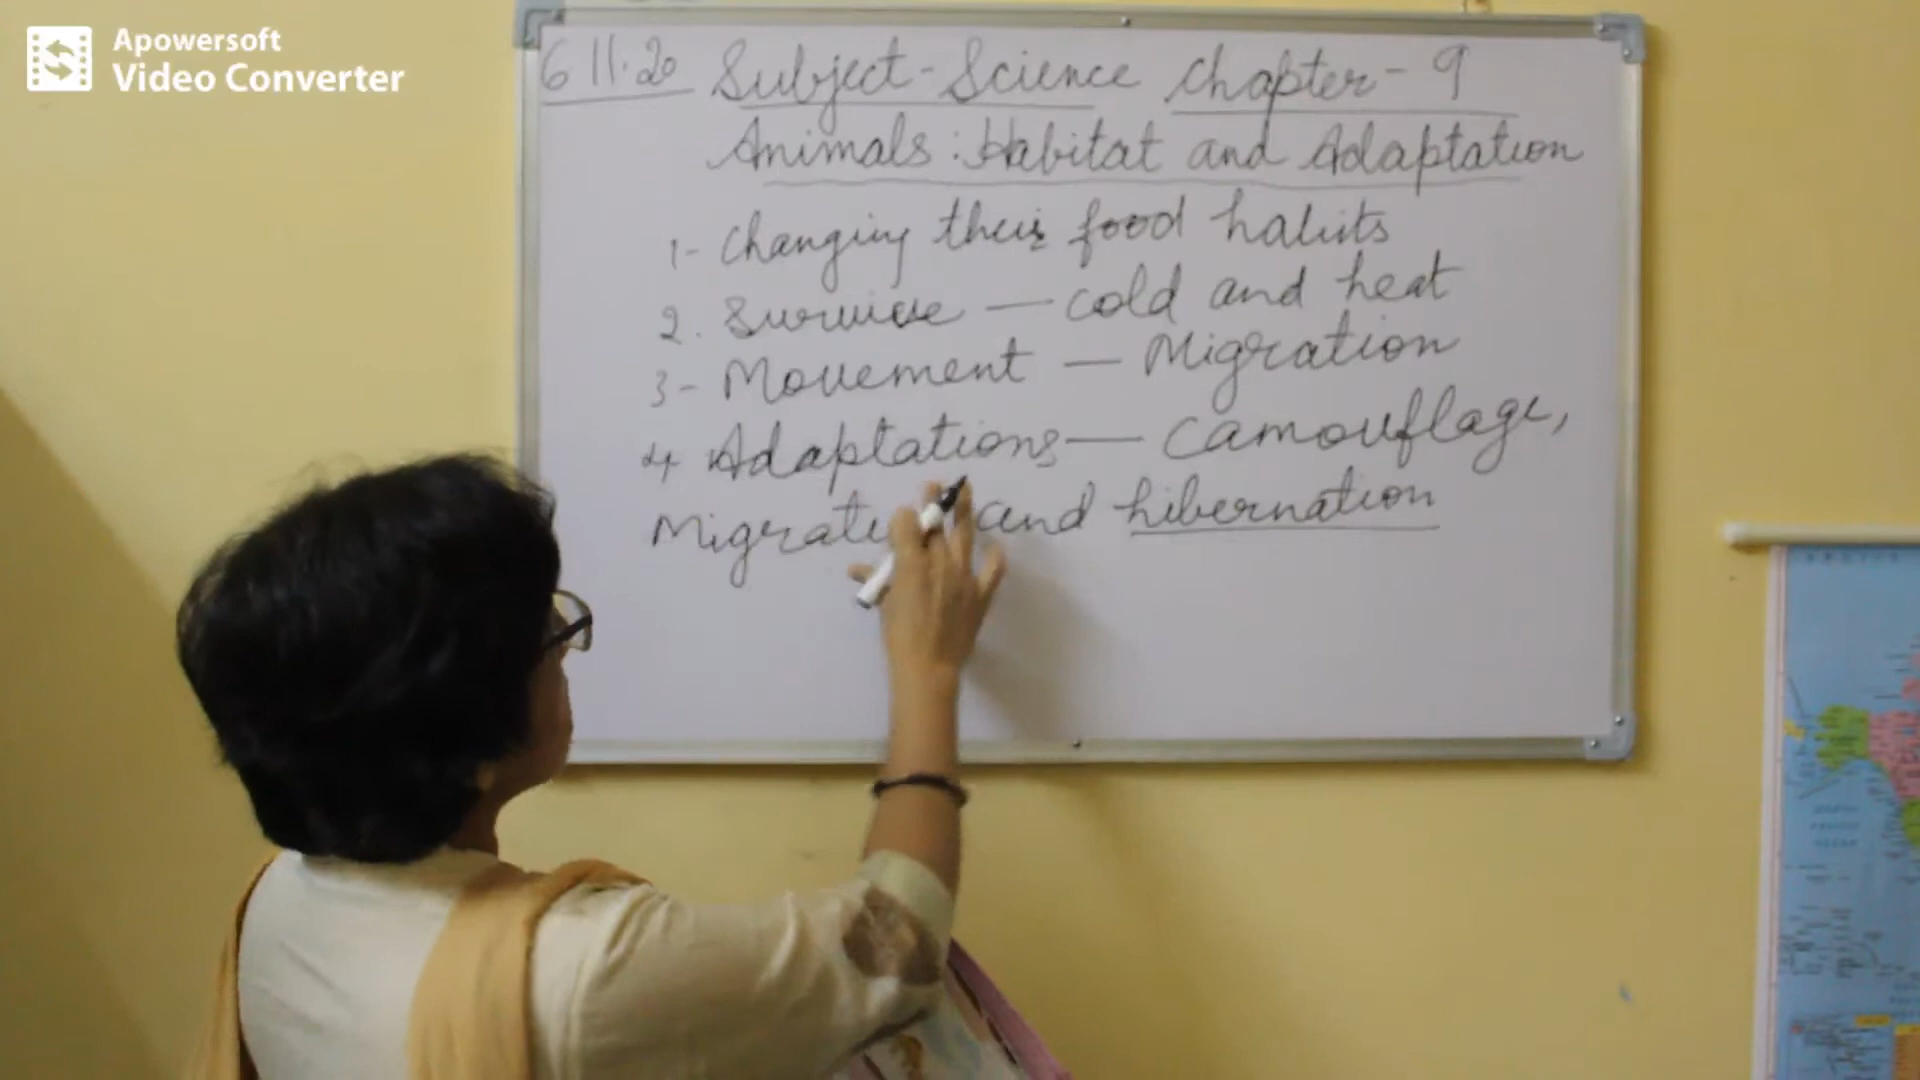 Apowersoft
Video Converter
6 11.20 Subject - Science Chapter - 9
Animals : Habitat and Adaptation
1- Changing their food habits
2. Survive — cold and heat
3- Movement — Migration
4 Adaptations — Camouflage,
and hibernation